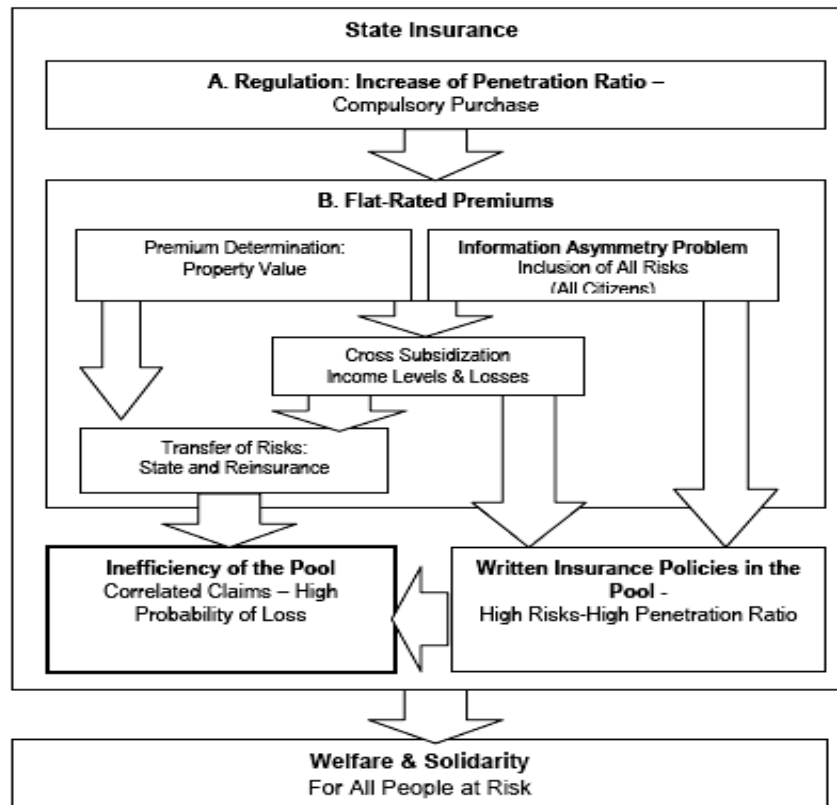 State Insurance
A. Regulation: Increase of Penetration Ratio –
Compulsory Purchase
B. Flat-Rated Premiums
Premium Determination:
Property Value
Information Asymmetry Problem
Inclusion of All Risks
(All Citizens)
Cross Subsidization
Income Levels & Losses
Transfer of Risks:
State and Reinsurance
Inefficiency of the Pool
Correlated Claims – High
Probability of Loss
Written Insurance Policies in the
Pool -
High Risks-High Penetration Ratio
Welfare & Solidarity
For All People at Risk